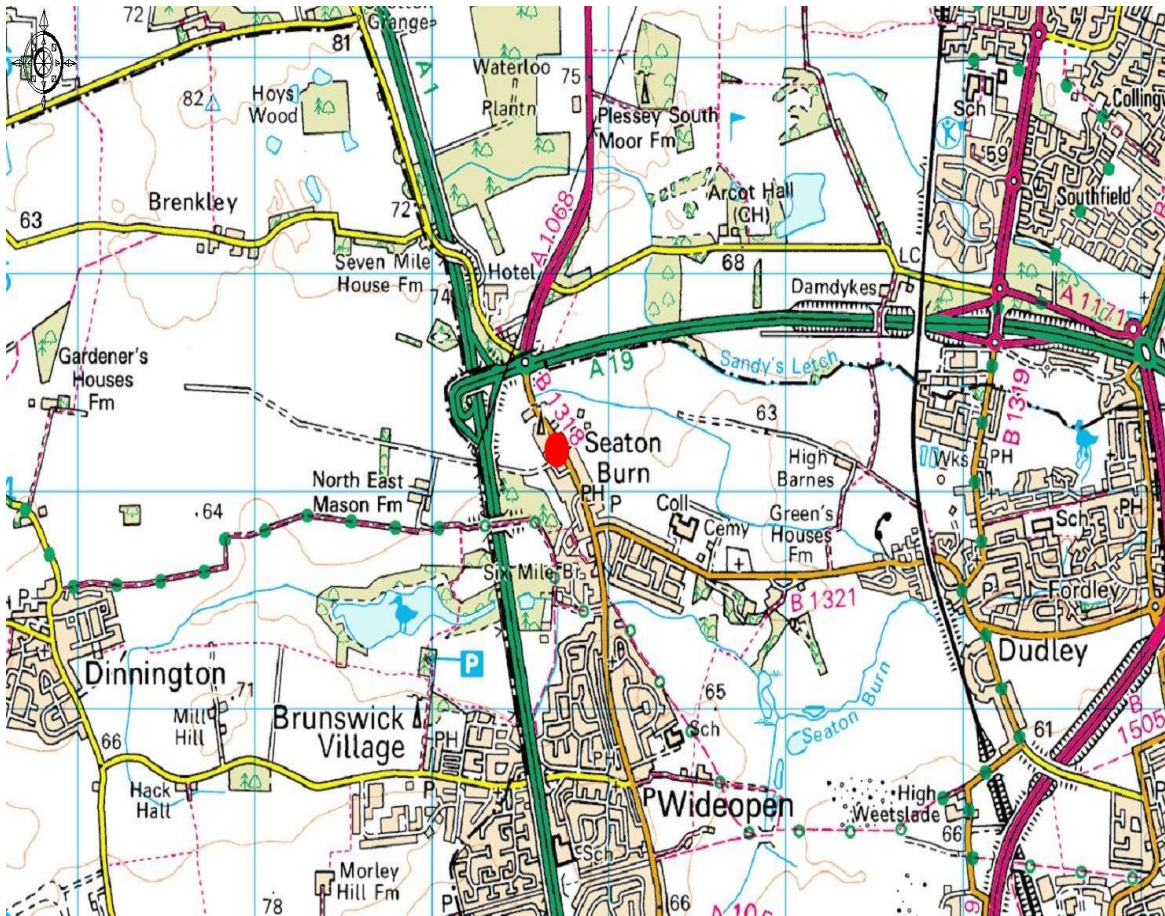 72
Grange
81
A1
Waterloo
Plantn
75
Hoys
Wood
82
Plessey South
Moor Fm
Sch
Colling
59
Southfield
Arcot Hall
(CH)
63
Brenkley
72
Seven Mile
House Fm
Hotel
A 1068
68
LC
74
Damdykes
A 1171
Gardener's
Houses
Fm
A 19
Sandy's Letch
B 1319
B 1318
63
Seaton
Burn
High
Barnes
Wks
PH
North East
Mason Fm
64
PH
P
Coll
Cemy
Green's
Houses
Fm
Sch
PH
Six Mile Br
P
Fordley
B 1321
P
Dinnington
P
Dudley
71
Mill
Hill
Brunswick
Village
65
Sch
Seaton Burn
61
B
1505
66
PH
PH
Hack
Hall
P
P
Wideopen
High
Weetslade
66
P
Sch
Morley
Hill Fm
78
P
66